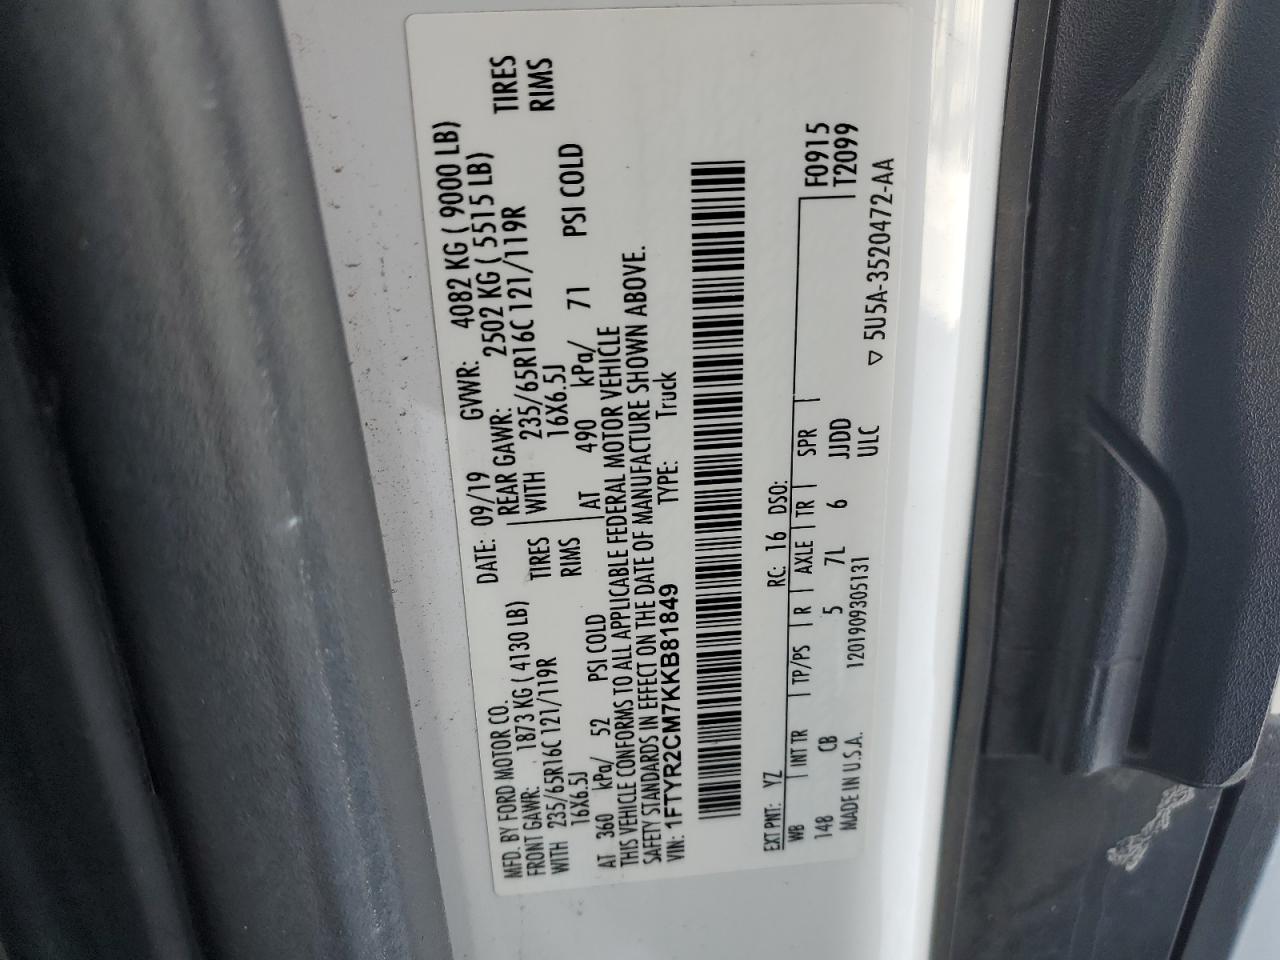 MFD. BY FORD MOTOR CO. DATE: 09/19 GVWR: 4082 KG ( 9000 LB)
FRONT GAWR: 1873 KG ( 4130 LB) REAR GAWR: 2502 KG ( 5515 LB)
WITH 235/65R16C 121/119R TIRES WITH 235/65R16C 121/119R TIRES
16X6.5J RIMS 16X6.5J RIMS
AT 360 kPa/ 52 PSI COLD AT 490 kPa/ 71 PSI COLD
THIS VEHICLE CONFORMS TO ALL APPLICABLE FEDERAL MOTOR VEHICLE
SAFETY STANDARDS IN EFFECT ON THE DATE OF MANUFACTURE SHOWN ABOVE.
VIN: 1FTYR2CM7KKB81849 TYPE: Truck
EXT PNT: YZ RC: 16 DSO:
WB INT TR TP/PS R AXLE TR SPR F0915
148 CB 5 7L 6 JJDD T2099
MADE IN U.S.A. 1201909305131 ULC ▽ 5U5A-3520472-AA